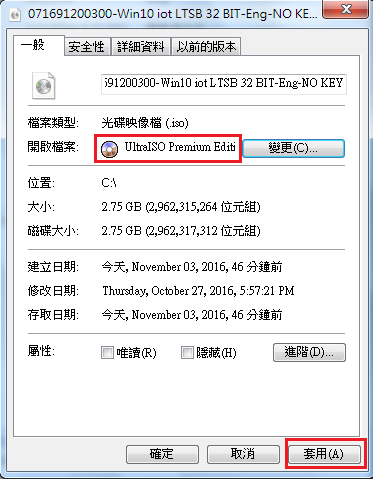 071691200300-Win10 iot LTSB 32 BIT-Eng-NO KE...
一般 安全性 詳細資料 以前的版本
i91200300-Win10 iot LTSB 32 BIT-Eng-NO KEY
檔案類型: 光碟映像檔 (.iso)
開啟檔案: UltraISO Premium Editi 變更(C)...
位置: C:\
大小: 2.75 GB (2,962,315,264 位元組)
磁碟大小: 2.75 GB (2,962,317,312 位元組)
建立日期: 今天, November 03, 2016, 46 分鐘前
修改日期: Thursday, October 27, 2016, 5:57:21 PM
存取日期: 今天, November 03, 2016, 46 分鐘前
屬性: 唯讀(R) 隱藏(H) 進階(D)...
確定 取消 套用(A)